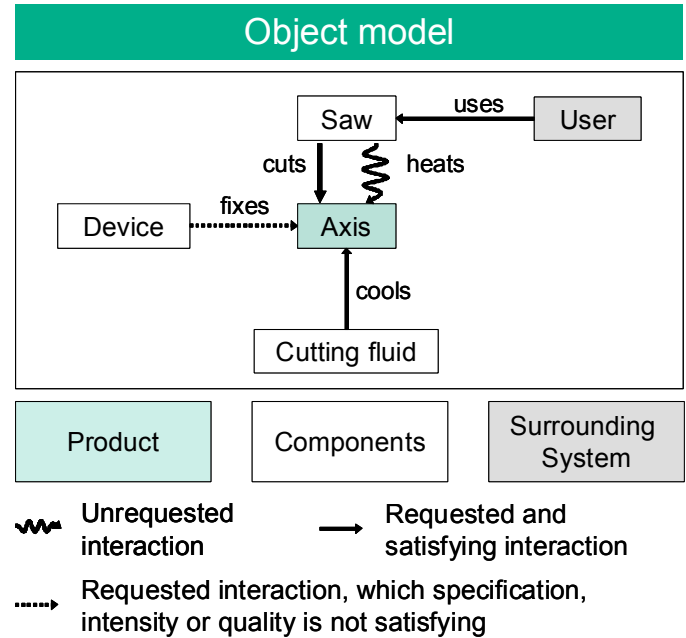 Object model
Saw
uses
User
cuts
heats
fixes
Device
Axis
cools
Cutting fluid
Product
Components
Surrounding
System
Unrequested
interaction
Requested and
satisfying interaction
Requested interaction, which specification,
intensity or quality is not satisfying